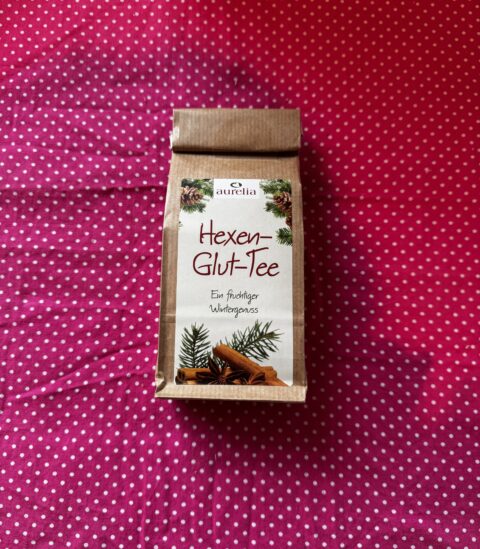 aurelia
Hexen-
Glut-Tee
Ein fruchtiger
Wintergenuss